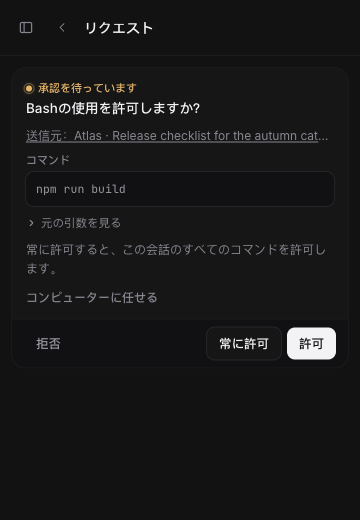 リクエスト
承認を待っています
Bashの使用を許可しますか?
送信元: Atlas · Release checklist for the autumn cat…
コマンド
npm run build
元の引数を見る
常に許可すると、この会話のすべてのコマンドを許可し
ます。
コンピューターに任せる
拒否
常に許可
許可